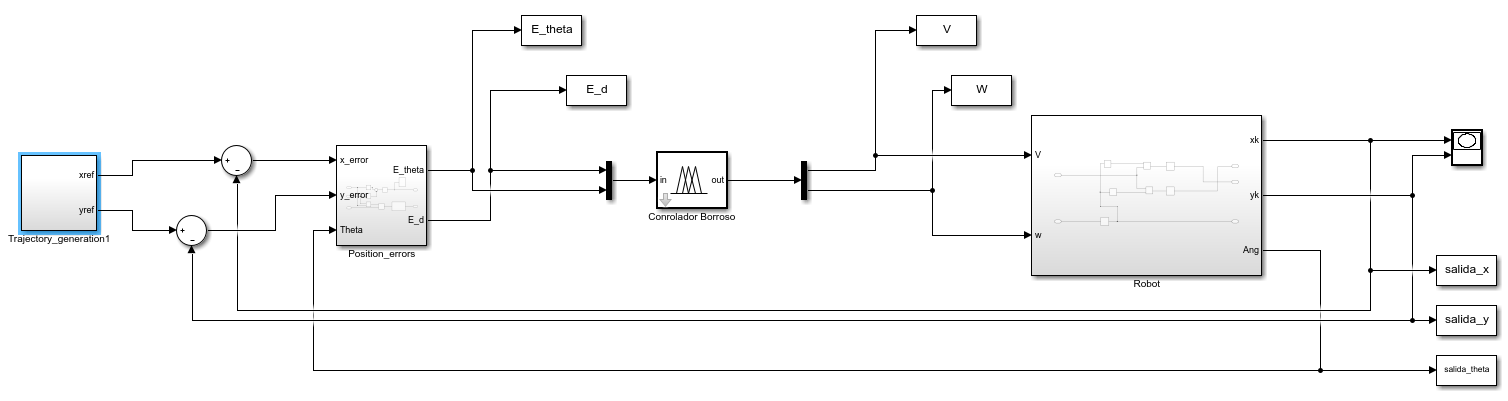 E_theta
V
E_d
W
xref
yref
Trajectory_generation1
+
−
+
−
x_error
y_error
Theta
E_theta
E_d
Position_errors
in
out
Conrolador Borroso
V
w
xk
yk
Ang
Robot
salida_x
salida_y
salida_theta